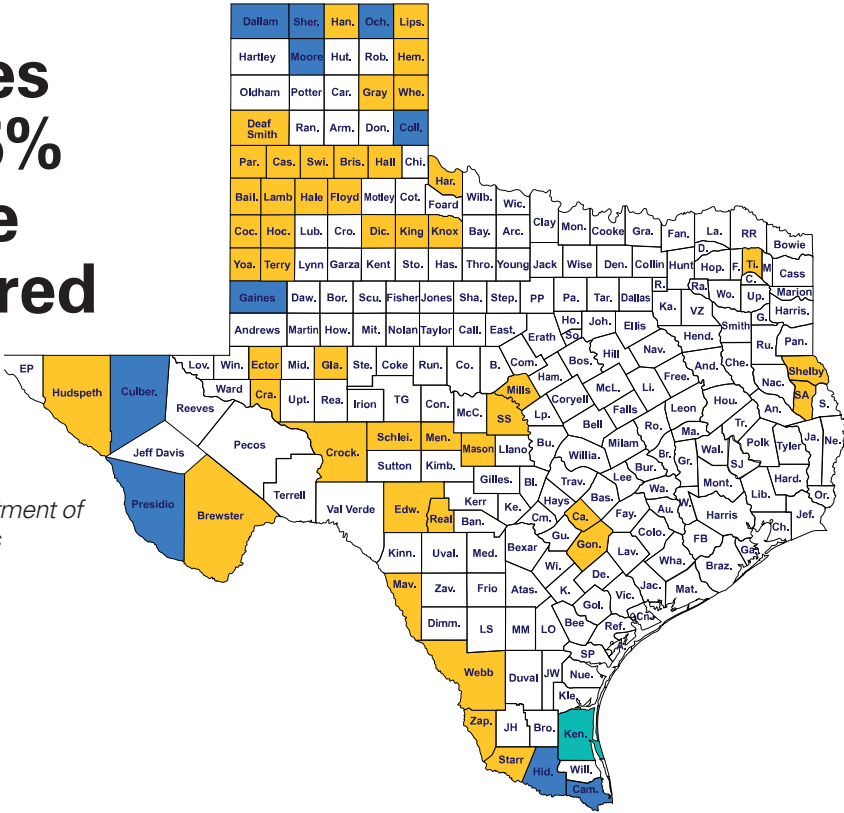 es
5%
e
red
tment of
s
Dallam Sher. Han. Och. Lips.
Hartley Moore Hut. Rob. Hem.
Oldham Potter Car. Gray Whe.
Deaf Smith Ran. Arm. Don. Coll.
Par. Cas. Swi. Bris. Hall Chi.
Har.
Bail. Lamb Hale Floyd Motley Cot. Foard Wilb. Wic.
Coc. Hoc. Lub. Cro. Dic. King Knox Bay. Arc. Clay Mon. Cooke Gra. Fan. La. RR Bowie
D.
Yoa. Terry Lynn Garza Kent Sto. Has. Thro. Young Jack Wise Den. Collin Hunt Hop. F. Ti. M Cass
C.
Gaines Daw. Bor. Scu. Fisher Jones Sha. Step. PP Pa. Tar. Dallas R. Ra. Wo. Up. Marion
Ka. VZ Smith G. Harris.
Andrews Martin How. Mit. Nolan Taylor Call. East. Erath Ho. So. Joh. Ellis Hend. Ru. Pan.
EP Hudspeth Culber. Lov. Win. Ector Mid. Gla. Ste. Coke Run. Co. B. Com. Bos. Hill Nav. And. Che. Shelby
Ward Cra. Upt. Rea. Irion TG Con. McC. Mills Ham. Coryell McL. Li. Free. Nac. SA S.
Reeves SS Lp. Bell Falls Ro. Leon Hou. An.
Jeff Davis Pecos Crock. Schlei. Men. Mason Llano Bu. Willia. Milam Br. Ma. Tr. Polk Tyler Ja. Ne.
Sutton Kimb. Gr. Wal. SJ
Presidio Brewster Terrell Val Verde Edw. Real Gilles. Bl. Trav. Lee Bur. Mont. Lib. Hard. Or.
Kerr Ban. Ke. Hays Bas. Wa. W. Harris Ch. Jef.
Cm. Ca. Fay. Au.
Kinn. Uval. Med. Bexar Gu. Gon. Lav. Colo. FB Ga.
Wi. Wha. Braz.
Mav. Zav. Frio Atas. K. De. Vic. Jac. Mat.
Dimm. LS MM LO Bee Gol. Ref. Cn.
Webb Duval JW SP A.
Nue.
Kle.
Zap. JH Bro. Ken.
Starr Hid. Will.
Cam.